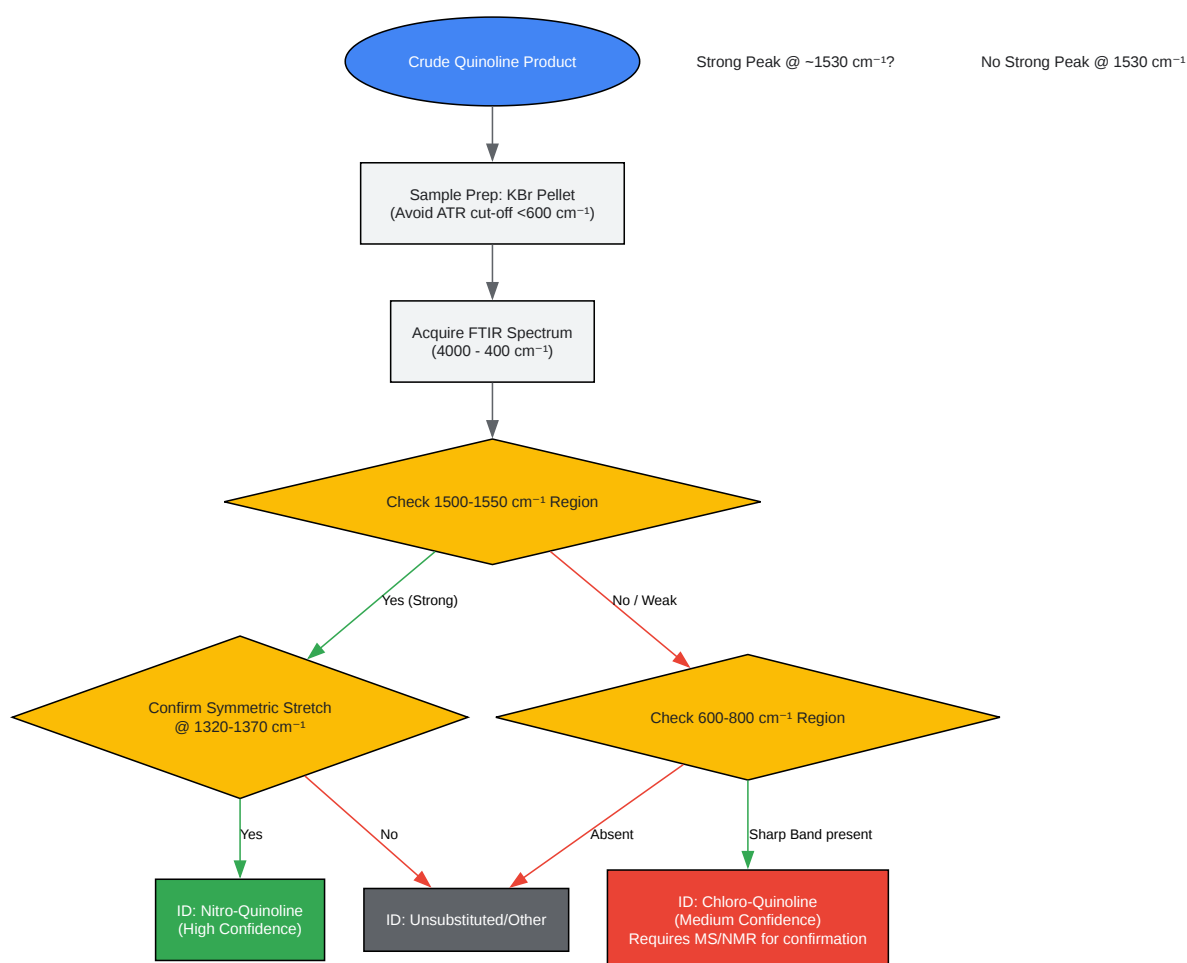 Crude Quinoline Product
Strong Peak @ ~1530 cm⁻¹?
No Strong Peak @ 1530 cm⁻¹
Sample Prep: KBr Pellet
(Avoid ATR cut-off <600 cm⁻¹)
Acquire FTIR Spectrum
(4000 - 400 cm⁻¹)
Check 1500-1550 cm⁻¹ Region
Yes (Strong)
No / Weak
Confirm Symmetric Stretch
@ 1320-1370 cm⁻¹
Check 600-800 cm⁻¹ Region
Yes
No
Absent
Sharp Band present
ID: Nitro-Quinoline
(High Confidence)
ID: Unsubstituted/Other
ID: Chloro-Quinoline
(Medium Confidence)
Requires MS/NMR for confirmation